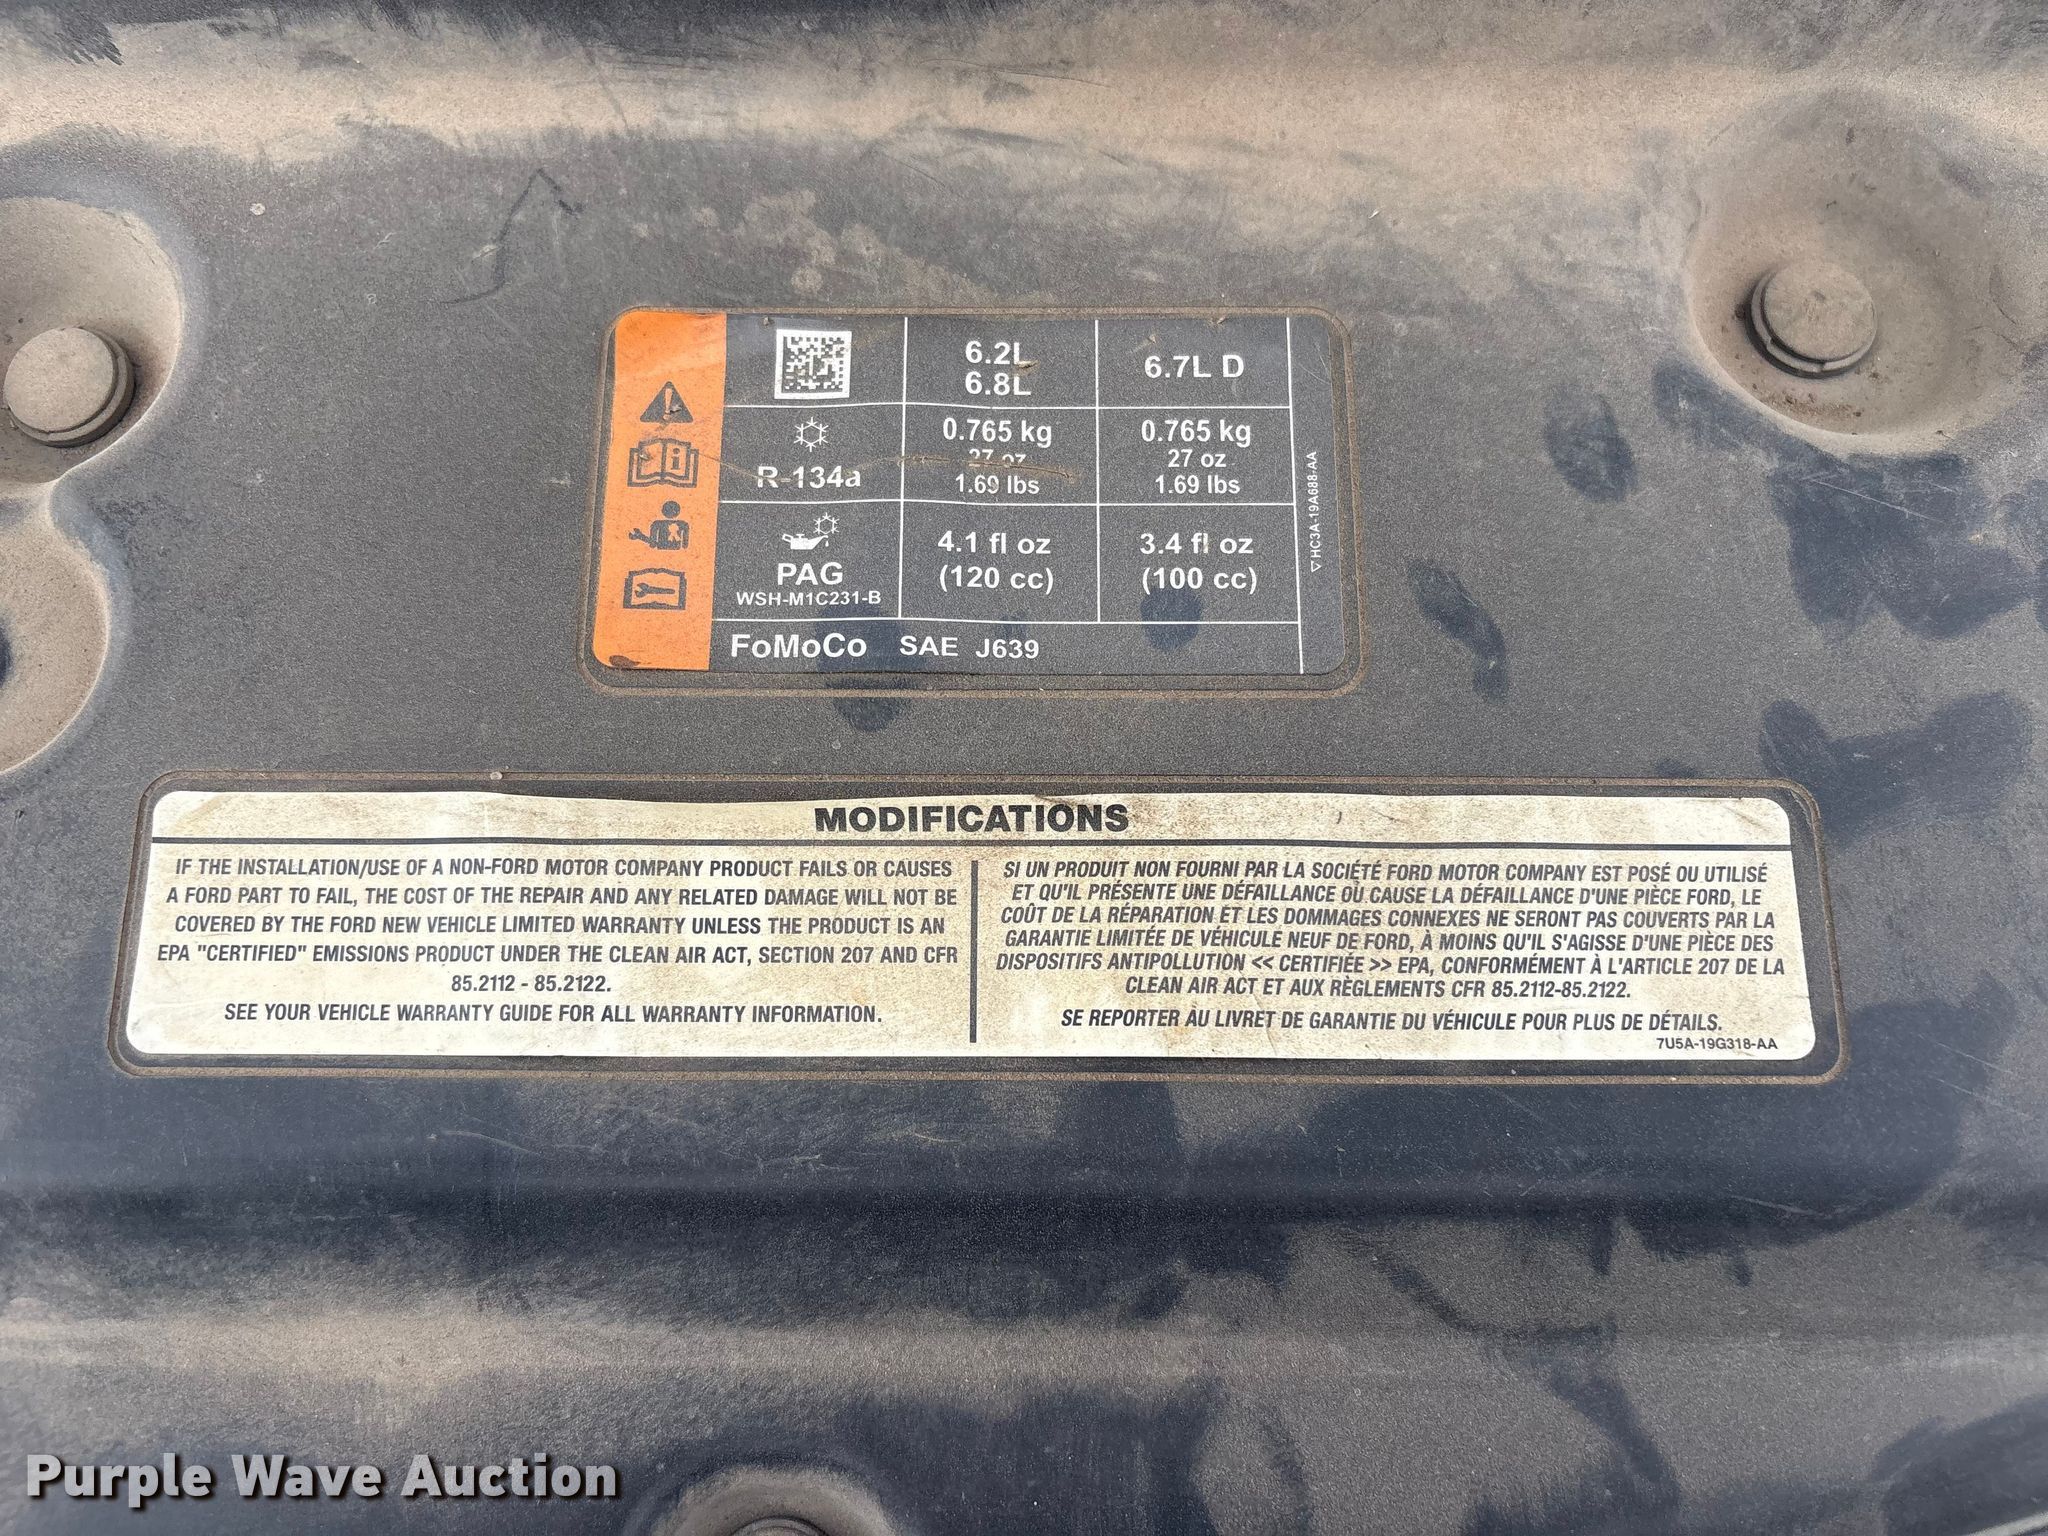 6.2L
6.8L
6.7L D
R-134a
0.765 kg
27 oz
1.69 lbs
0.765 kg
27 oz
1.69 lbs
PAG
WSH-M1C231-B
4.1 fl oz
(120 cc)
3.4 fl oz
(100 cc)
FoMoCo SAE J639
HC3A-19A688-AA
MODIFICATIONS
IF THE INSTALLATION/USE OF A NON-FORD MOTOR COMPANY PRODUCT FAILS OR CAUSES
A FORD PART TO FAIL, THE COST OF THE REPAIR AND ANY RELATED DAMAGE WILL NOT BE
COVERED BY THE FORD NEW VEHICLE LIMITED WARRANTY UNLESS THE PRODUCT IS AN
EPA "CERTIFIED" EMISSIONS PRODUCT UNDER THE CLEAN AIR ACT, SECTION 207 AND CFR
85.2112 - 85.2122.
SEE YOUR VEHICLE WARRANTY GUIDE FOR ALL WARRANTY INFORMATION.
SI UN PRODUIT NON FOURNI PAR LA SOCIÉTÉ FORD MOTOR COMPANY EST POSÉ OU UTILISÉ
ET QU'IL PRÉSENTE UNE DÉFAILLANCE OÙ CAUSE LA DÉFAILLANCE D'UNE PIÈCE FORD, LE
COÛT DE LA RÉPARATION ET LES DOMMAGES CONNEXES NE SERONT PAS COUVERTS PAR LA
GARANTIE LIMITÉE DE VÉHICULE NEUF DE FORD, À MOINS QU'IL S'AGISSE D'UNE PIÈCE DES
DISPOSITIFS ANTIPOLLUTION << CERTIFIÉE >> EPA, CONFORMÉMENT À L'ARTICLE 207 DE LA
CLEAN AIR ACT ET AUX RÈGLEMENTS CFR 85.2112-85.2122.
SE REPORTER AU LIVRET DE GARANTIE DU VÉHICULE POUR PLUS DE DÉTAILS.
7U5A-19G318-AA
Purple Wave Auction